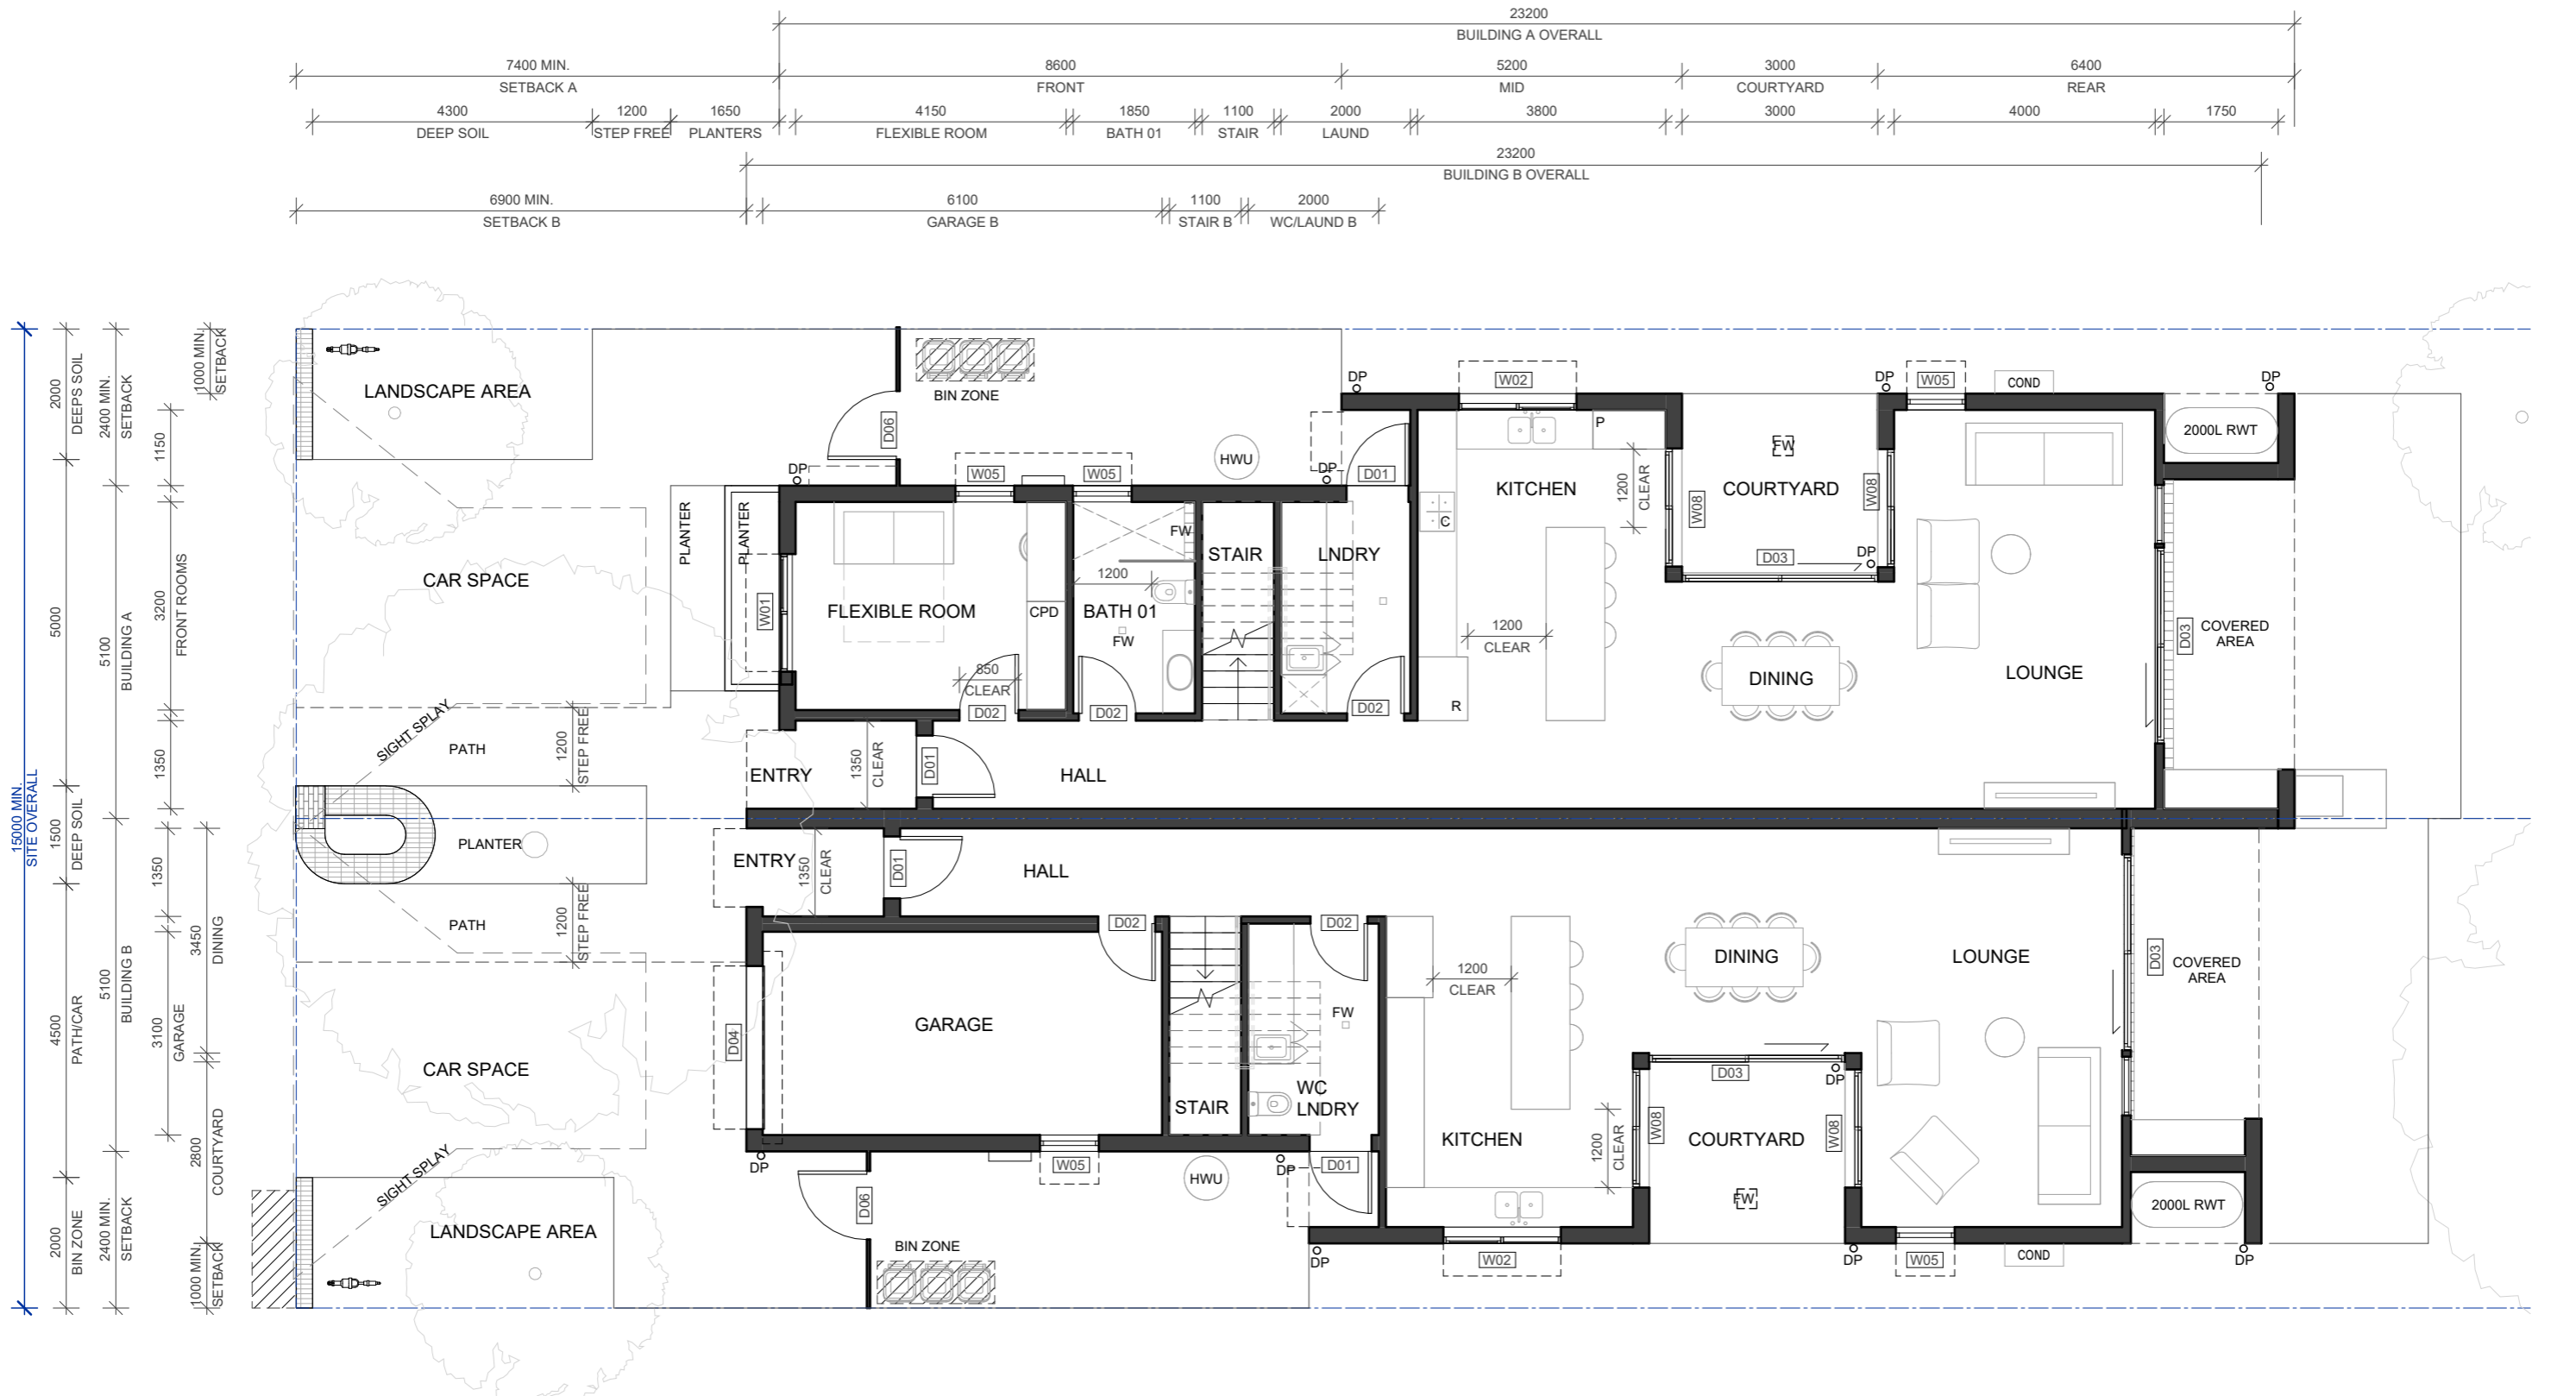 23200
BUILDING A OVERALL
7400 MIN.
SETBACK A
8600
FRONT
5200
MID
3000
COURTYARD
6400
REAR
4300
DEEP SOIL
1200
STEP FREE
1650
PLANTERS
4150
FLEXIBLE ROOM
1850
BATH 01
1100
STAIR
2000
LAUND
3800
3000
4000
1750
23200
BUILDING B OVERALL
6900 MIN.
SETBACK B
6100
GARAGE B
1100
STAIR B
2000
WC/LAUND B
15000 MIN.
SITE OVERALL
2000
DEEPS SOIL
5000
1500
DEEP SOIL
4500
PATH/CAR
2000
BIN ZONE
2400 MIN.
SETBACK
5100
BUILDING A
5100
BUILDING B
2400 MIN.
SETBACK
1150
3200
FRONT ROOMS
1350
1350
3100
GARAGE
1000 MIN.
SETBACK
3450
DINING
2800
COURTYARD
1000 MIN.
SETBACK
LANDSCAPE AREA
BIN ZONE
D06
DP
W05
W05
HWU
DP
DP
D01
W02
P
DP
W05
COND
DP
2000L RWT
FW
KITCHEN
1200
CLEAR
W08
COURTYARD
W08
D03
DP
C
PLANTER
PLANTER
CAR SPACE
W01
FLEXIBLE ROOM
CPD
850
CLEAR
D02
FW
1200
BATH 01
FW
D02
STAIR
LNDRY
D02
1200
CLEAR
R
DINING
LOUNGE
D03
COVERED
AREA
SIGHT SPLAY
PATH
1200
STEP FREE
ENTRY
1350
CLEAR
D01
HALL
PLANTER
ENTRY
1350
CLEAR
D01
HALL
PATH
1200
STEP FREE
D02
D02
1200
CLEAR
DINING
LOUNGE
D03
COVERED
AREA
GARAGE
D04
FW
CAR SPACE
STAIR
WC
LNDRY
KITCHEN
1200
CLEAR
W08
D03
DP
COURTYARD
W08
FW
SIGHT SPLAY
DP
D06
W05
HWU
DP
D01
2000L RWT
LANDSCAPE AREA
BIN ZONE
DP
W02
DP
W05
COND
DP